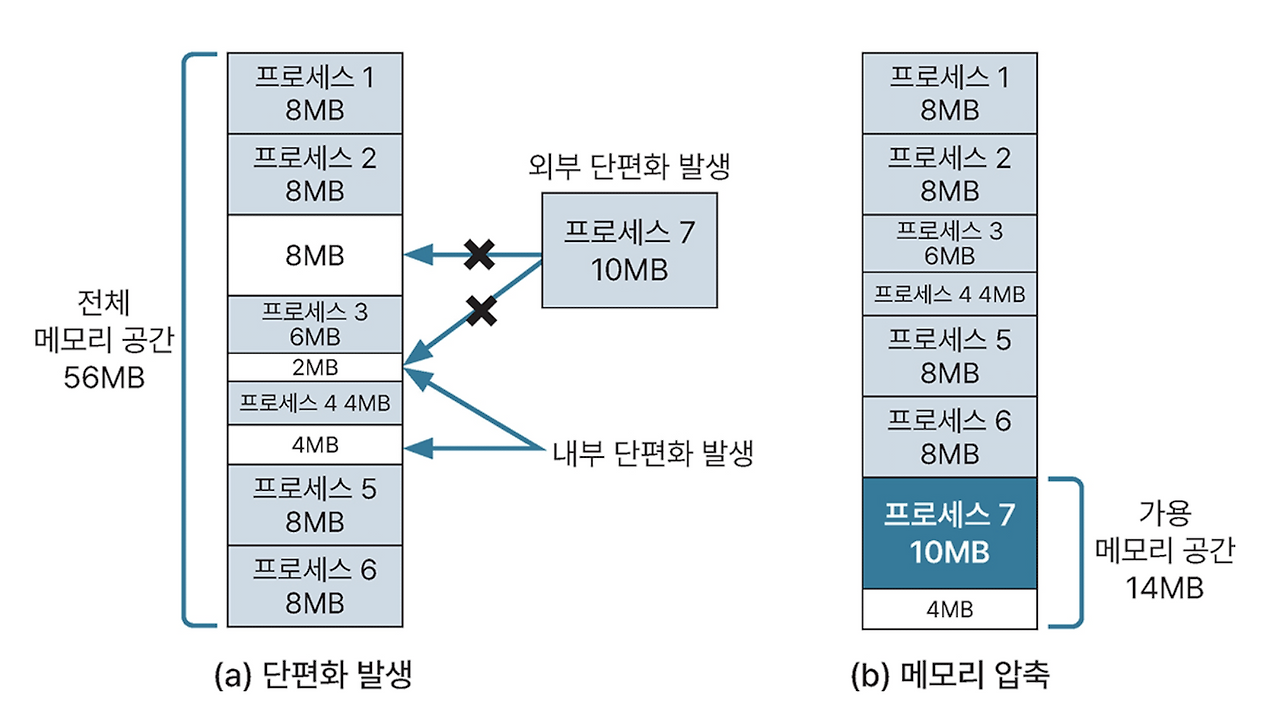 전체
메모리 공간
56MB
프로세스 1
8MB
프로세스 2
8MB
8MB
프로세스 3
6MB
2MB
프로세스 4 4MB
4MB
프로세스 5
8MB
프로세스 6
8MB
(a) 단편화 발생
외부 단편화 발생
프로세스 7
10MB
내부 단편화 발생
프로세스 1
8MB
프로세스 2
8MB
프로세스 3
6MB
프로세스 4 4MB
프로세스 5
8MB
프로세스 6
8MB
프로세스 7
10MB
4MB
가용
메모리 공간
14MB
(b) 메모리 압축